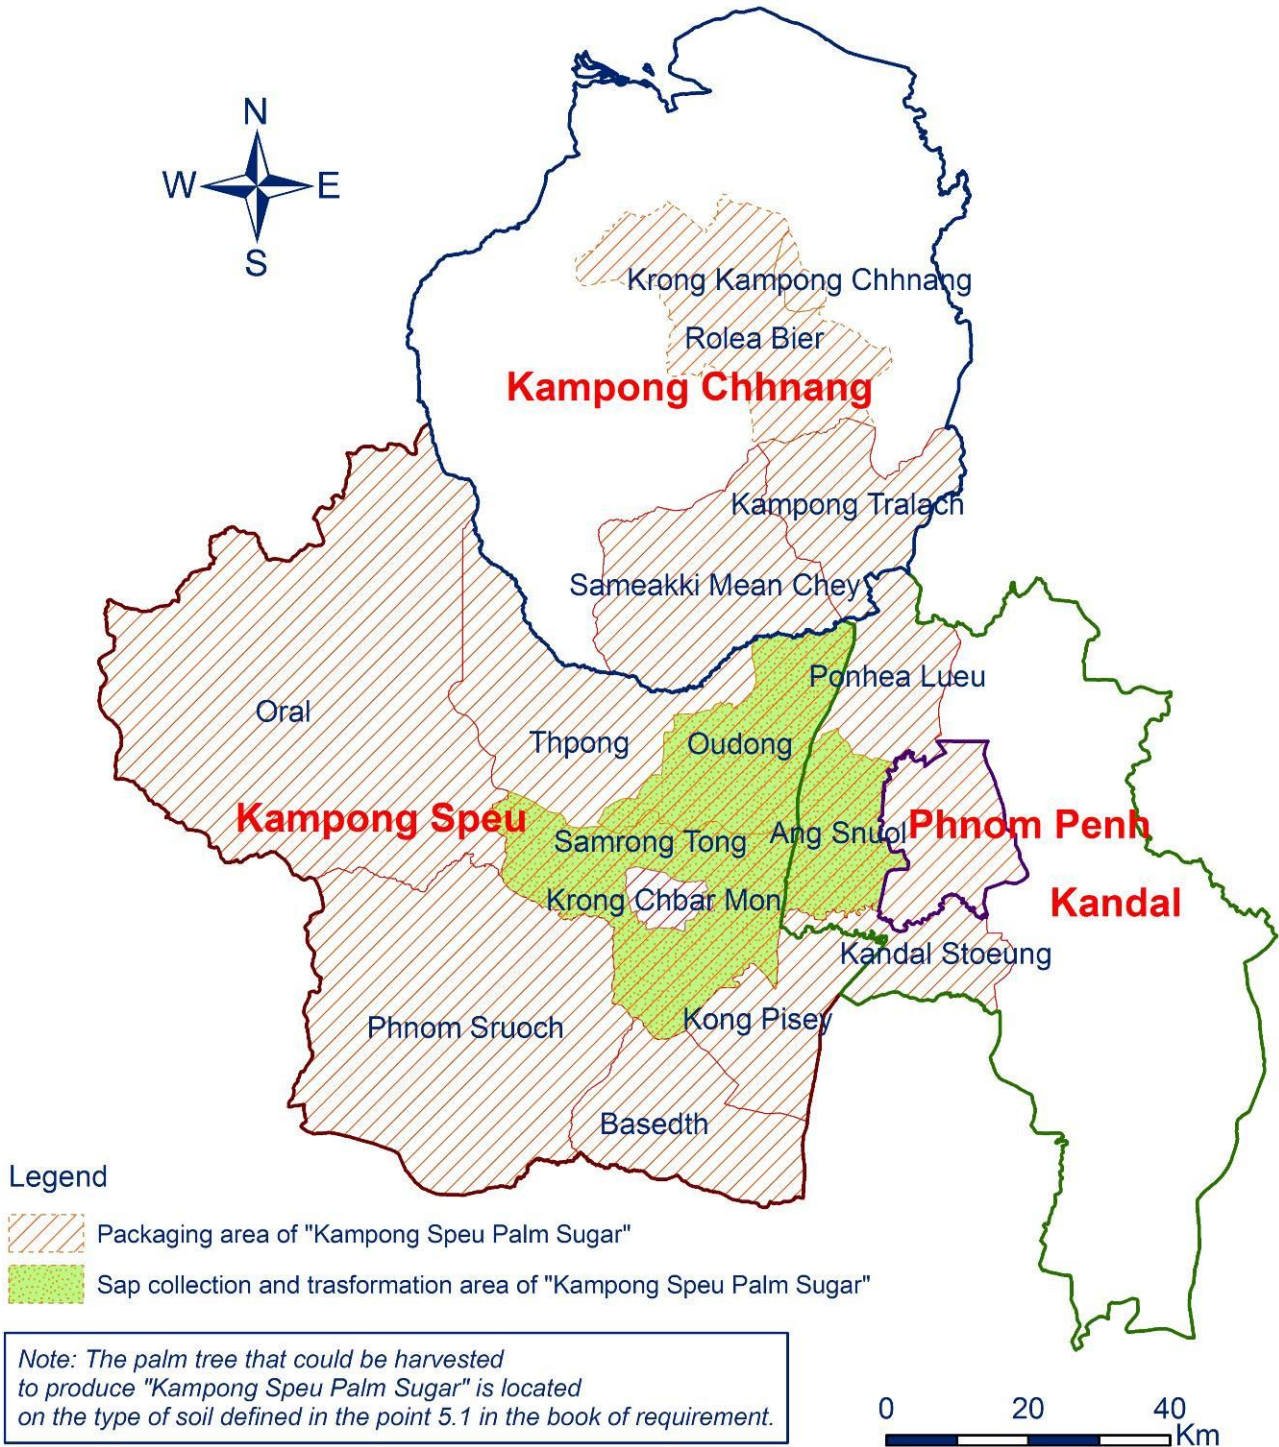 N
W
E
S
Krong Kampong Chhnang
Rolea Bier
Kampong Chhnang
Kampong Tralach
Sameakki Mean Chey
Ponhea Lueu
Oral
Thpong
Oudong
Kampong Speu
Samrong Tong
Ang Snuol
Phnom Penh
Krong Chbar Mon
Kandal
Kandal Stoeung
Phnom Sruoch
Kong Pisey
Basedth
Legend
Packaging area of "Kampong Speu Palm Sugar"
Sap collection and trasformation area of "Kampong Speu Palm Sugar"
Note: The palm tree that could be harvested
to produce "Kampong Speu Palm Sugar" is located
on the type of soil defined in the point 5.1 in the book of requirement.
0 20 40
Km